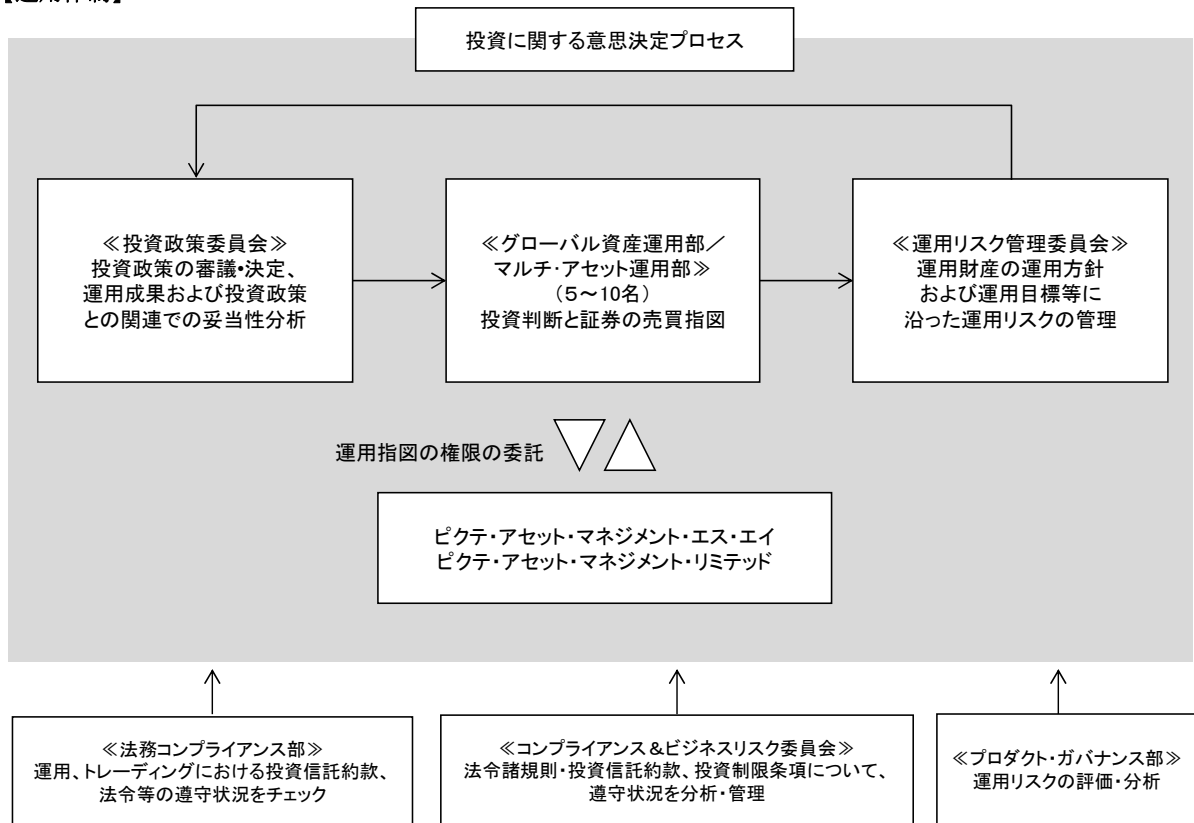 投資に関する意思決定プロセス
≪投資政策委員会≫
投資政策の審議・決定、
運用成果および投資政策
との関連での妥当性分析
≪グローバル資産運用部／
マルチ・アセット運用部≫
（５～10名）
投資判断と証券の売買指図
≪運用リスク管理委員会≫
運用財産の運用方針
および運用目標等に
沿った運用リスクの管理
運用指図の権限の委託
ピクテ・アセット・マネジメント・エス・エイ
ピクテ・アセット・マネジメント・リミテッド
≪法務コンプライアンス部≫
運用、トレーディングにおける投資信託約款、
法令等の遵守状況をチェック
≪コンプライアンス＆ビジネスリスク委員会≫
法令諸規則・投資信託約款、投資制限条項について、
遵守状況を分析・管理
≪プロダクト・ガバナンス部≫
運用リスクの評価・分析